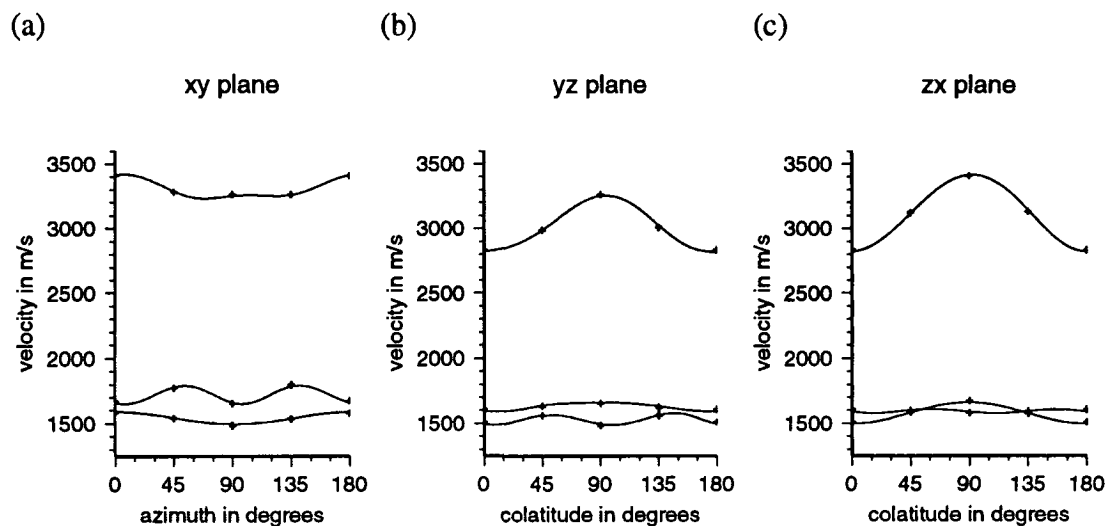 (a)
xy plane
velocity in m/s
3500
3000
2500
2000
1500
0 45 90 135 180
azimuth in degrees
(b)
yz plane
velocity in m/s
3500
3000
2500
2000
1500
0 45 90 135 180
colatitude in degrees
(c)
zx plane
velocity in m/s
3500
3000
2500
2000
1500
0 45 90 135 180
colatitude in degrees